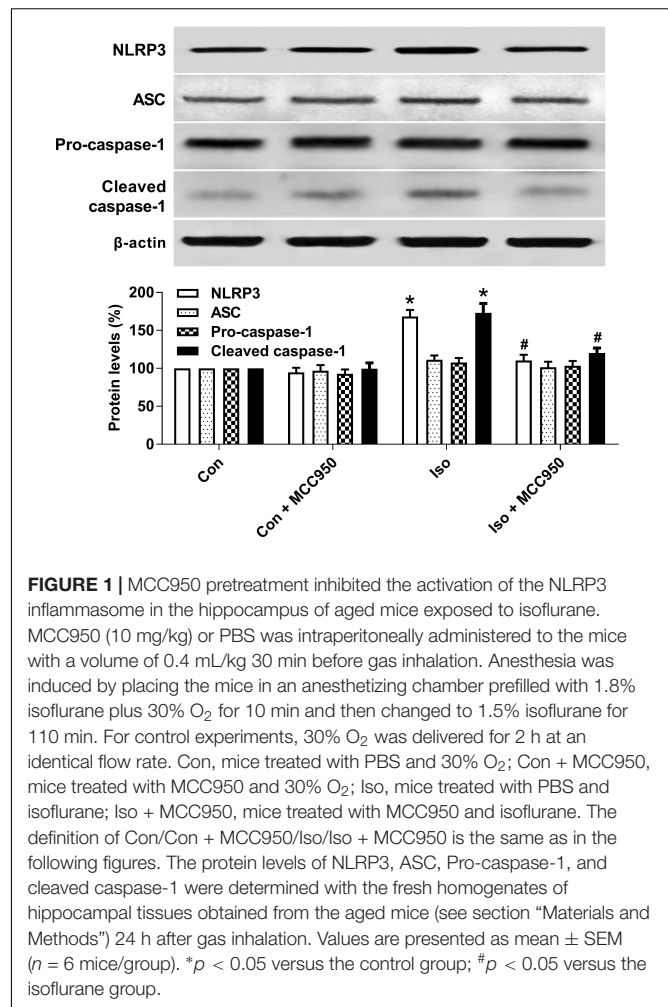 NLRP3
ASC
Pro-caspase-1
Cleaved
caspase-1
β-actin
200
150
100
50
0
Protein levels (%)
NLRP3
ASC
Pro-caspase-1
Cleaved caspase-1
*
*
#
#
Con
Con + MCC950
Iso
Iso + MCC950
FIGURE 1 | MCC950 pretreatment inhibited the activation of the NLRP3
inflammasome in the hippocampus of aged mice exposed to isoflurane.
MCC950 (10 mg/kg) or PBS was intraperitoneally administered to the mice
with a volume of 0.4 mL/kg 30 min before gas inhalation. Anesthesia was
induced by placing the mice in an anesthetizing chamber prefilled with 1.8%
isoflurane plus 30% O₂ for 10 min and then changed to 1.5% isoflurane for
110 min. For control experiments, 30% O₂ was delivered for 2 h at an
identical flow rate. Con, mice treated with PBS and 30% O₂; Con + MCC950,
mice treated with MCC950 and 30% O₂; Iso, mice treated with PBS and
isoflurane; Iso + MCC950, mice treated with MCC950 and isoflurane. The
definition of Con/Con + MCC950/Iso/Iso + MCC950 is the same as in the
following figures. The protein levels of NLRP3, ASC, Pro-caspase-1, and
cleaved caspase-1 were determined with the fresh homogenates of
hippocampal tissues obtained from the aged mice (see section “Materials and
Methods”) 24 h after gas inhalation. Values are presented as mean ± SEM
(n = 6 mice/group). *p < 0.05 versus the control group; #p < 0.05 versus the
isoflurane group.